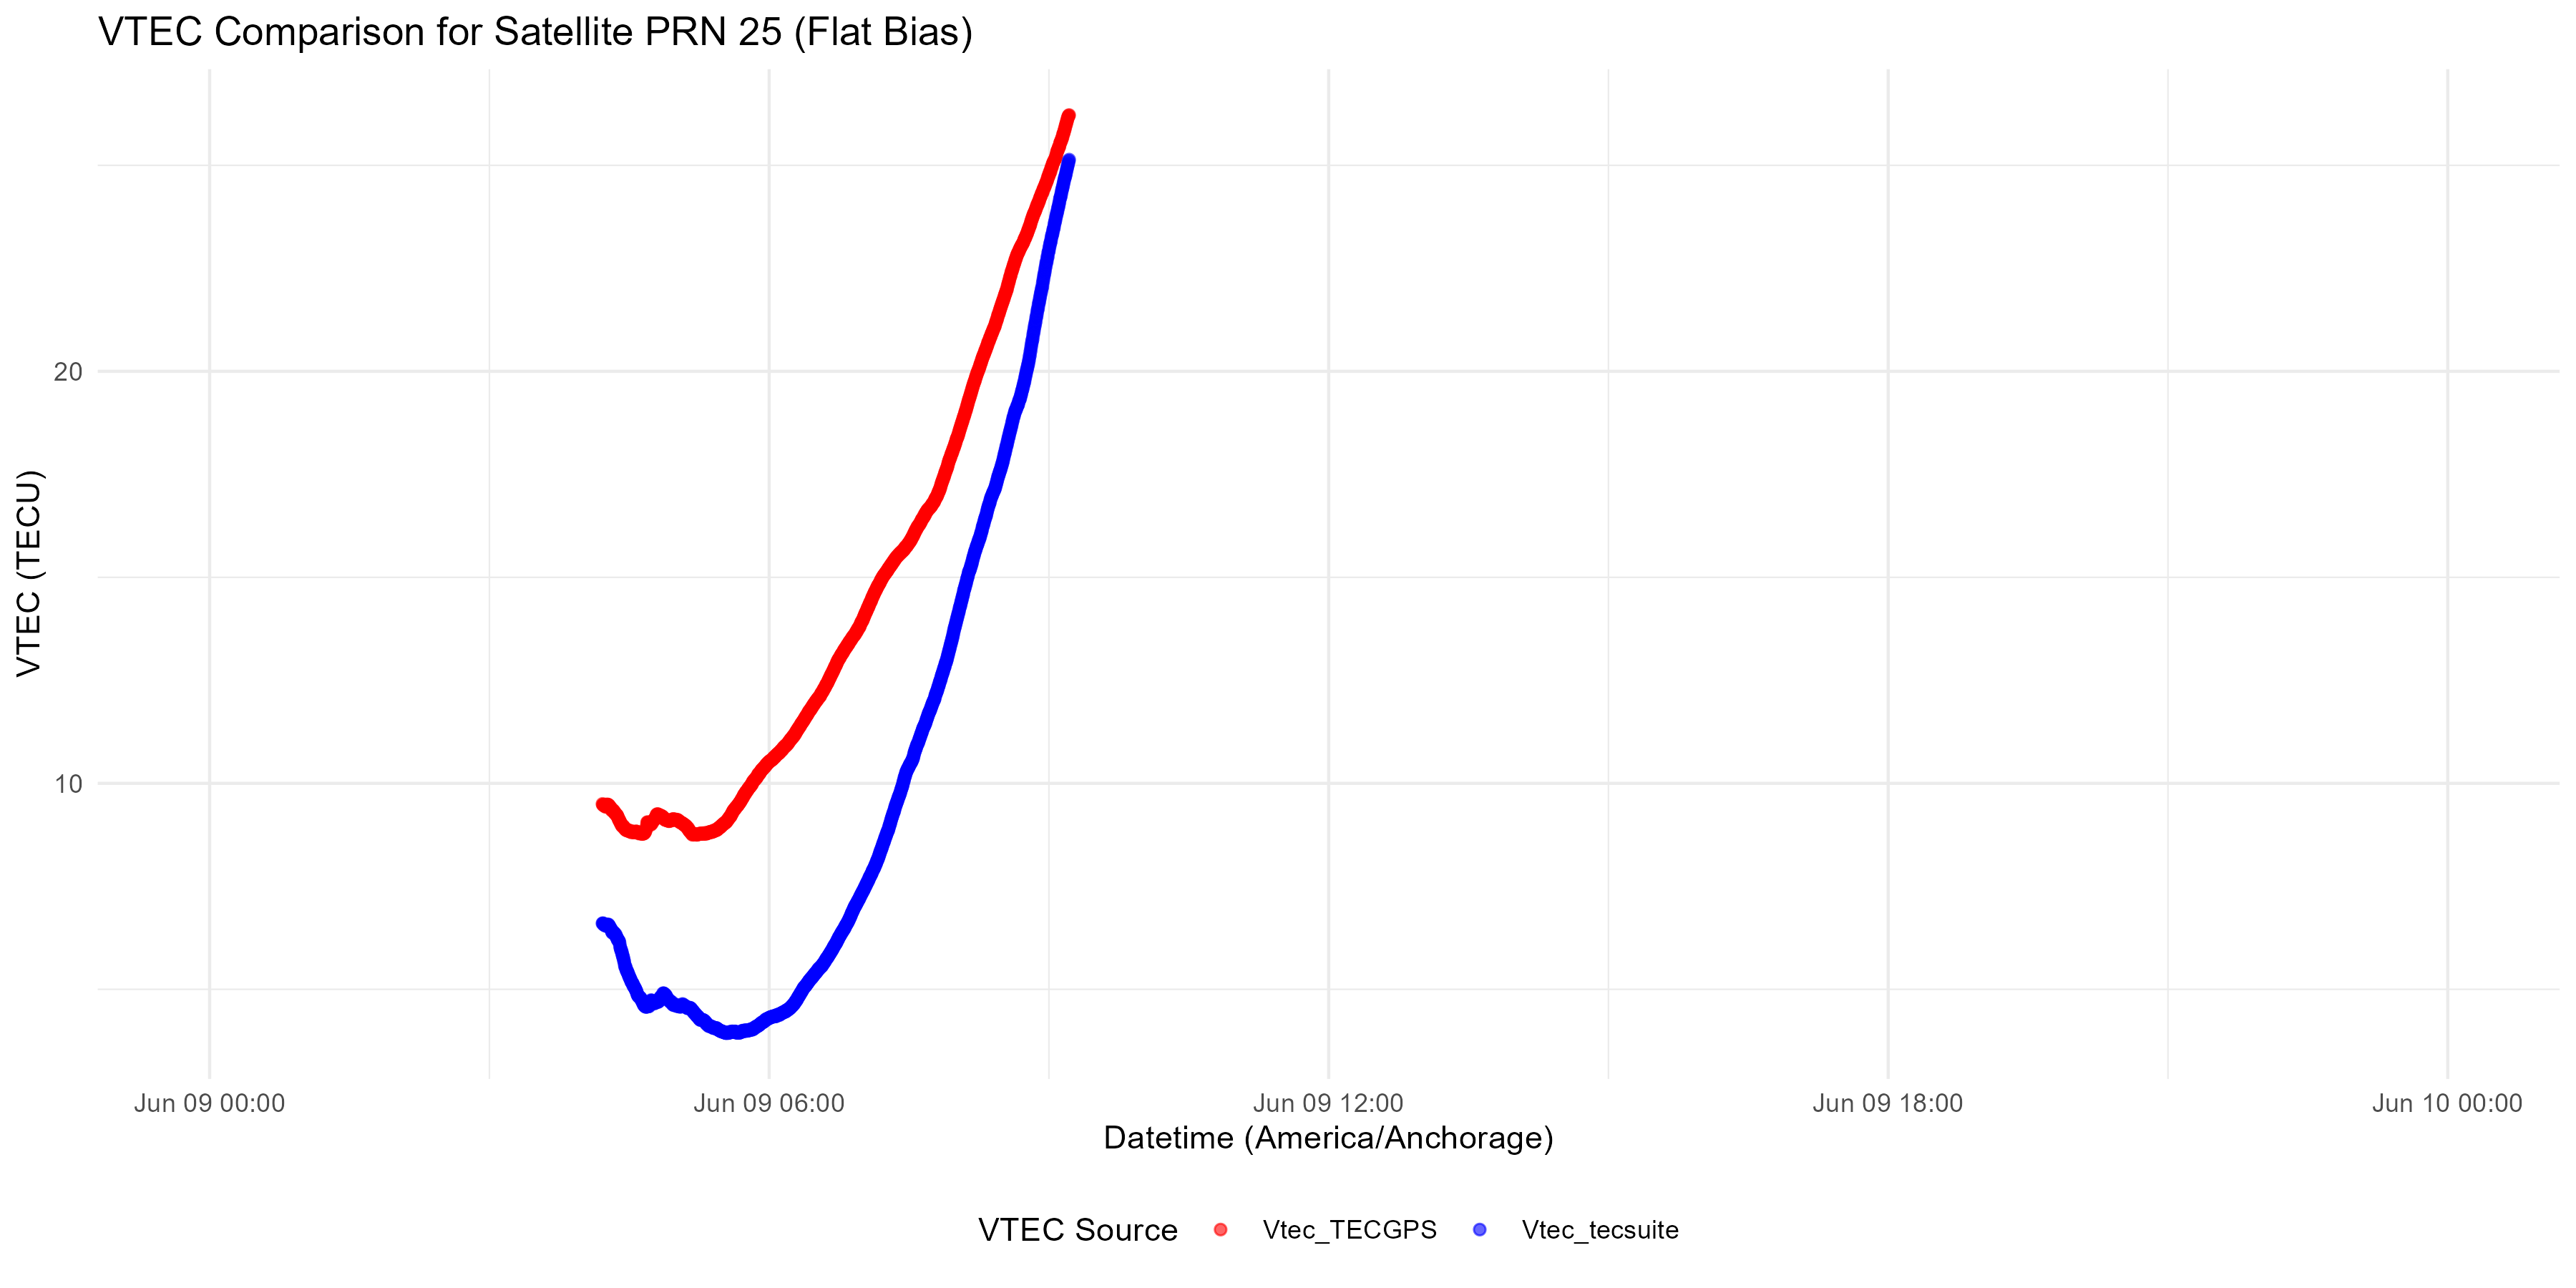 VTEC Comparison for Satellite PRN 25 (Flat Bias)
VTEC (TECU)
20
10
Jun 09 00:00 Jun 09 06:00 Jun 09 12:00 Jun 09 18:00 Jun 10 00:00
Datetime (America/Anchorage)
VTEC Source Vtec_TECGPS Vtec_tecsuite